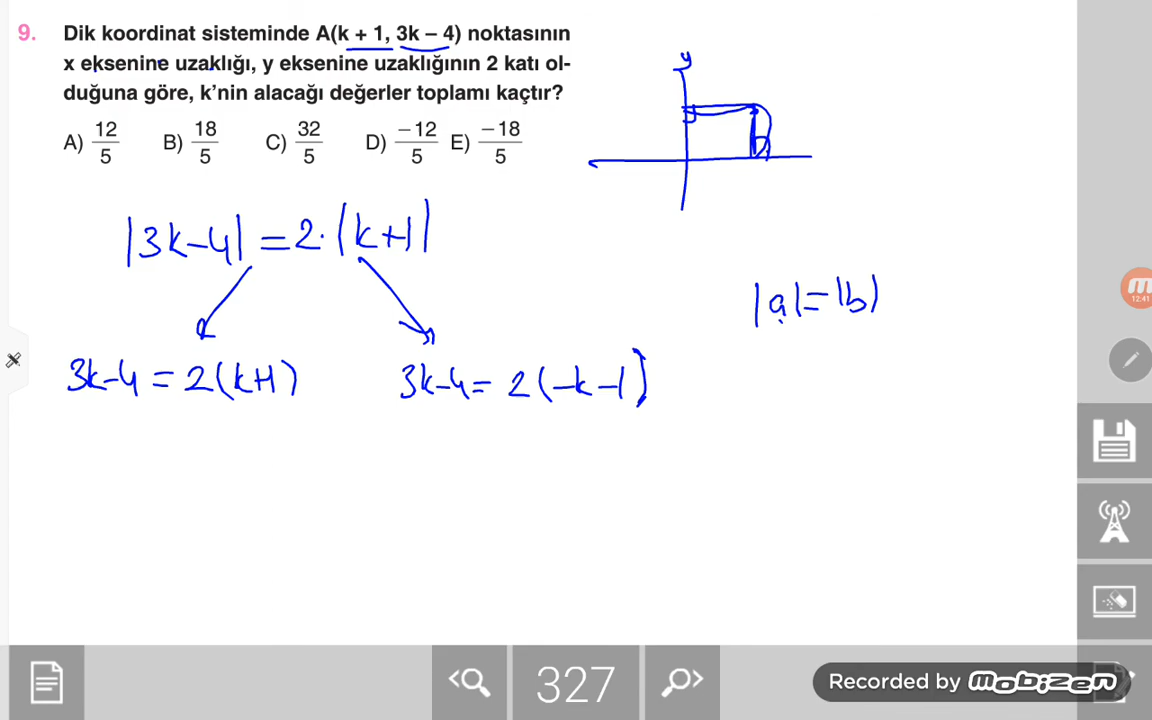 9. Dik koordinat sisteminde A(k + 1, 3k – 4) noktasının
x eksenine uzaklığı, y eksenine uzaklığının 2 katı ol-
duğuna göre, k'nin alacağı değerler toplamı kaçtır?
A) 12/5 B) 18/5 C) 32/5 D) –12/5 E) –18/5
y
|3k-4| = 2·|k+1|
|a|=|b|
3k-4 = 2(k+1) 3k-4 = 2(-k-1)
12:41
327
Recorded by mobizen